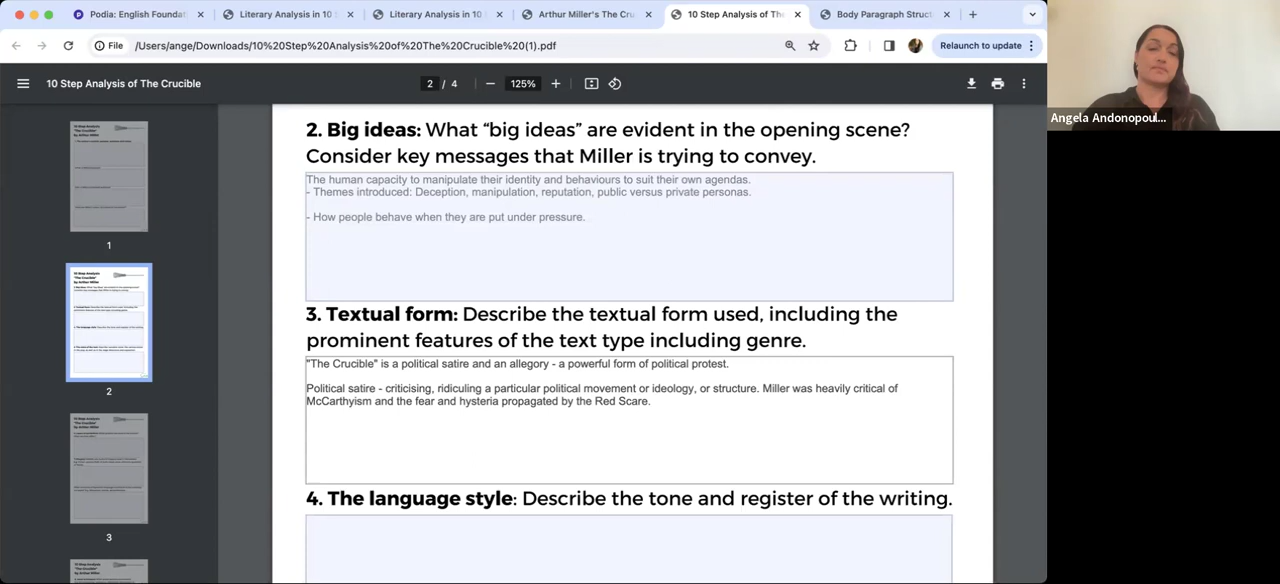 Podia: English Foundat
Literary Analysis in 10 S
Literary Analysis in 10
Arthur Miller's The Cru
10 Step Analysis of The
Body Paragraph Struct
File
/Users/ange/Downloads/10%20Step%20Analysis%20of%20The%20Crucible%20(1).pdf
Relaunch to update
10 Step Analysis of The Crucible
2 / 4
125%
Angela Andonopoul...
2. Big ideas: What “big ideas” are evident in the opening scene?
Consider key messages that Miller is trying to convey.
The human capacity to manipulate their identity and behaviours to suit their own agendas.
- Themes introduced: Deception, manipulation, reputation, public versus private personas.
- How people behave when they are put under pressure.
3. Textual form: Describe the textual form used, including the
prominent features of the text type including genre.
"The Crucible" is a political satire and an allegory - a powerful form of political protest.
Political satire - criticising, ridiculing a particular political movement or ideology, or structure. Miller was heavily critical of
McCarthyism and the fear and hysteria propagated by the Red Scare.
4. The language style: Describe the tone and register of the writing.
1
2
3